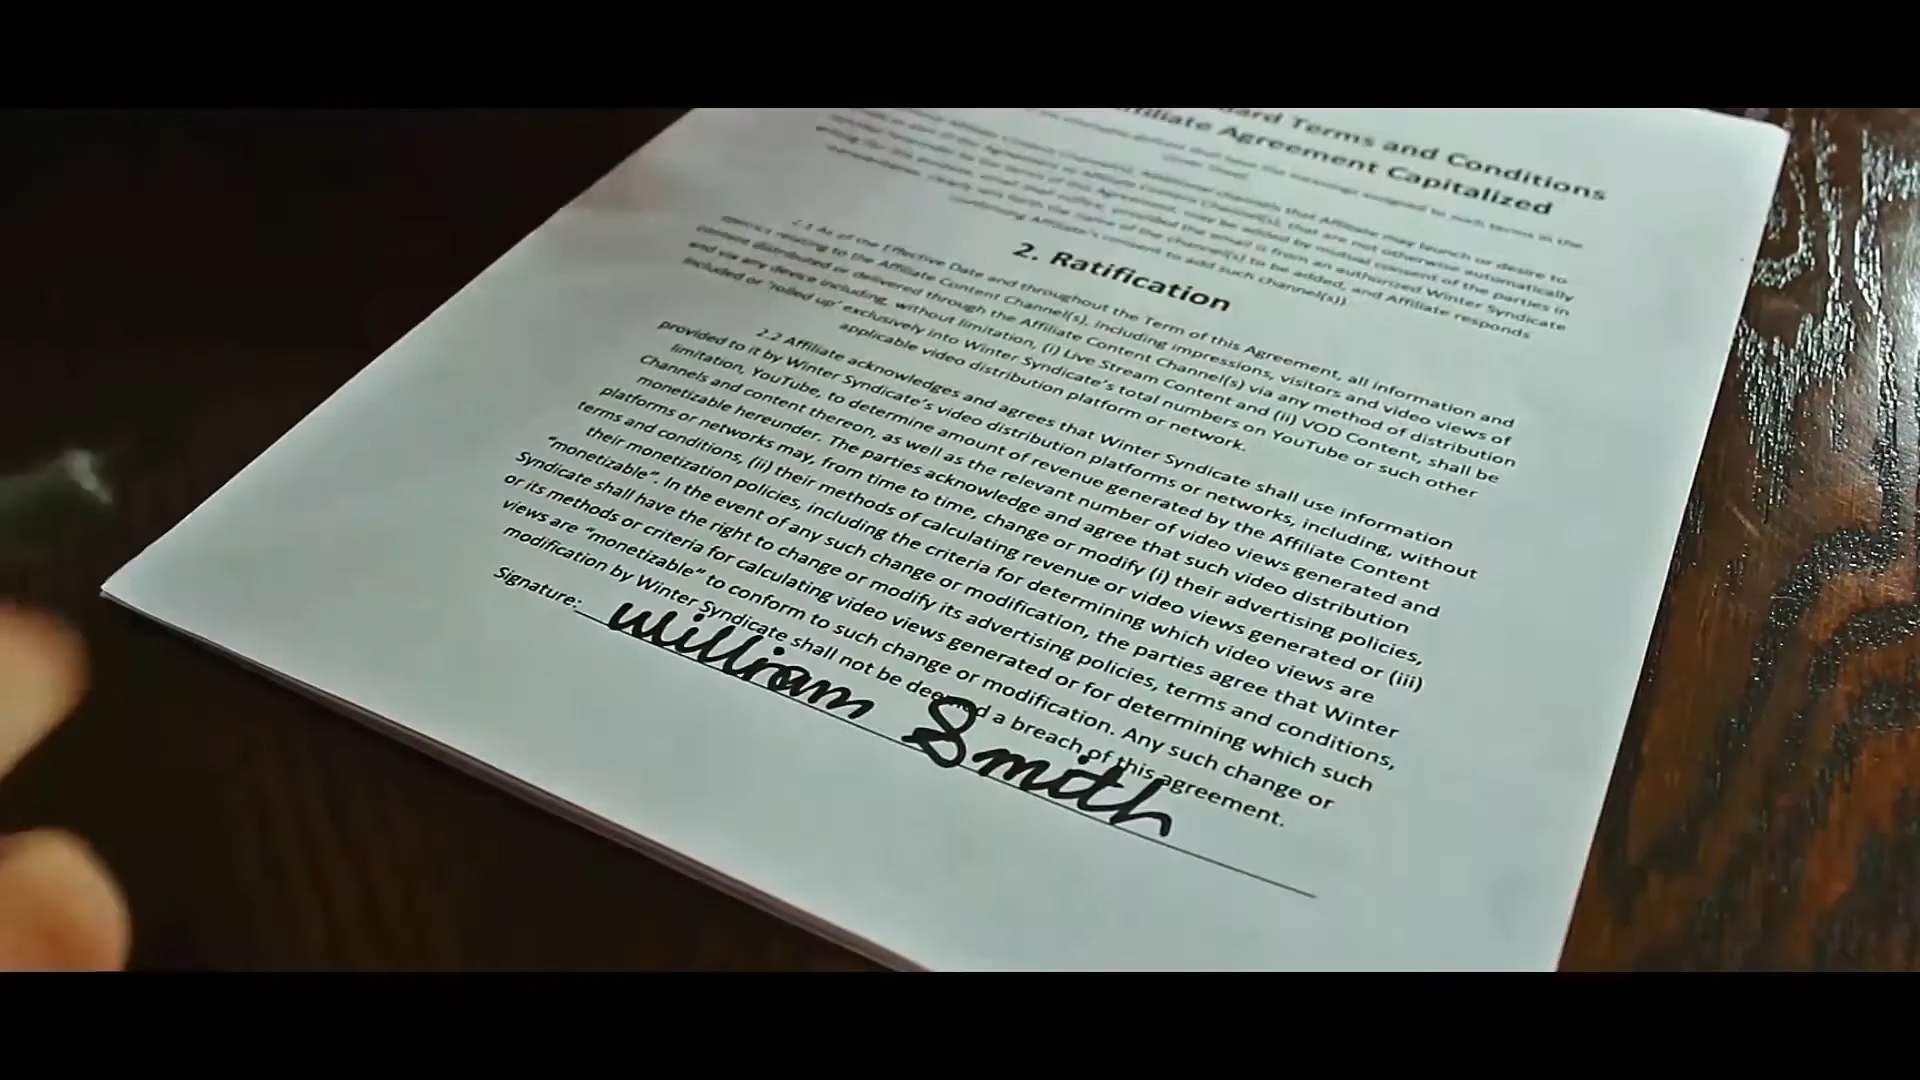 ard Terms and Conditions
ffiliate Agreement Capitalized
2. Ratification
2.1 As of the Effective Date and throughout the Term of this Agreement, all information and
metrics relating to the Affiliate Content Channel(s), including impressions, visitors and video views of
content distributed or delivered through the Affiliate Content Channel(s) via any method of distribution
and via any device including, without limitation, (i) Live Stream Content and (ii) VOD Content, shall be
included or 'rolled up' exclusively into Winter Syndicate's total numbers on YouTube or such other
applicable video distribution platform or network.
2.2 Affiliate acknowledges and agrees that Winter Syndicate shall use information
provided to it by Winter Syndicate's video distribution platforms or networks, including, without
limitation, YouTube, to determine amount of revenue generated by the Affiliate Content
Channels and content thereon, as well as the relevant number of video views generated and
monetizable hereunder. The parties acknowledge and agree that such video distribution
platforms or networks may, from time to time, change or modify (i) their advertising policies,
terms and conditions, (ii) their methods of calculating revenue or video views generated or (iii)
their monetization policies, including the criteria for determining which video views are
“monetizable”. In the event of any such change or modification, the parties agree that Winter
Syndicate shall have the right to change or modify its advertising policies, terms and conditions,
or its methods or criteria for calculating video views generated or for determining which such
views are “monetizable” to conform to such change or modification. Any such change or
modification by Winter Syndicate shall not be deemed a breach of this agreement.
Signature: William Smith